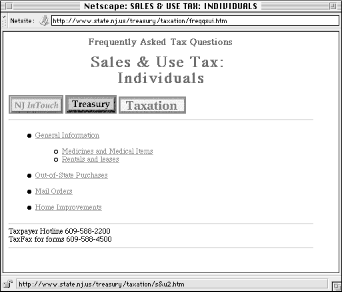 Netscape: SALES & USE TAX: INDIVIDUALS
Netsite: http://www.state.nj.us/treasury/taxation/freqqsui.htm
Frequently Asked Tax Questions
Sales & Use Tax:
Individuals
NJ InTouch Treasury Taxation
General Information
Medicines and Medical Items
Rentals and leases
Out-of-State Purchases
Mail Orders
Home Improvements
Taxpayer Hotline 609-588-2200
TaxFax for forms 609-588-4500
http://www.state.nj.us/treasury/taxation/s&u2.htm